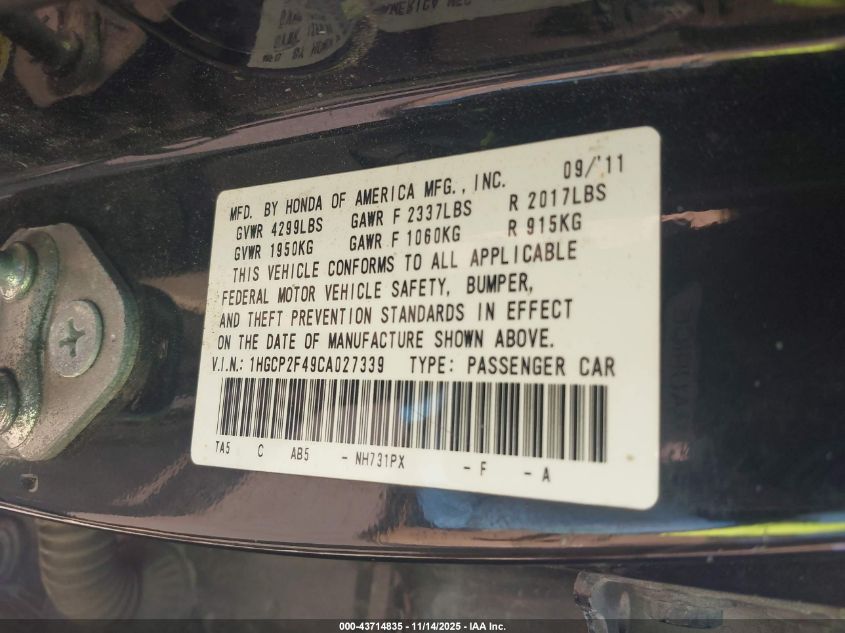 MFD. BY HONDA OF AMERICA MFG., INC. 09/'11
GVWR 4299LBS GAWR F 2337LBS R 2017LBS
GVWR 1950KG GAWR F 1060KG R 915KG
THIS VEHICLE CONFORMS TO ALL APPLICABLE
FEDERAL MOTOR VEHICLE SAFETY, BUMPER,
AND THEFT PREVENTION STANDARDS IN EFFECT
ON THE DATE OF MANUFACTURE SHOWN ABOVE.
V.I.N.: 1HGCP2F49CA027339 TYPE: PASSENGER CAR
TA5 C AB5 - NH731PX - F - A
000-43714835 - 11/14/2025 - IAA Inc.